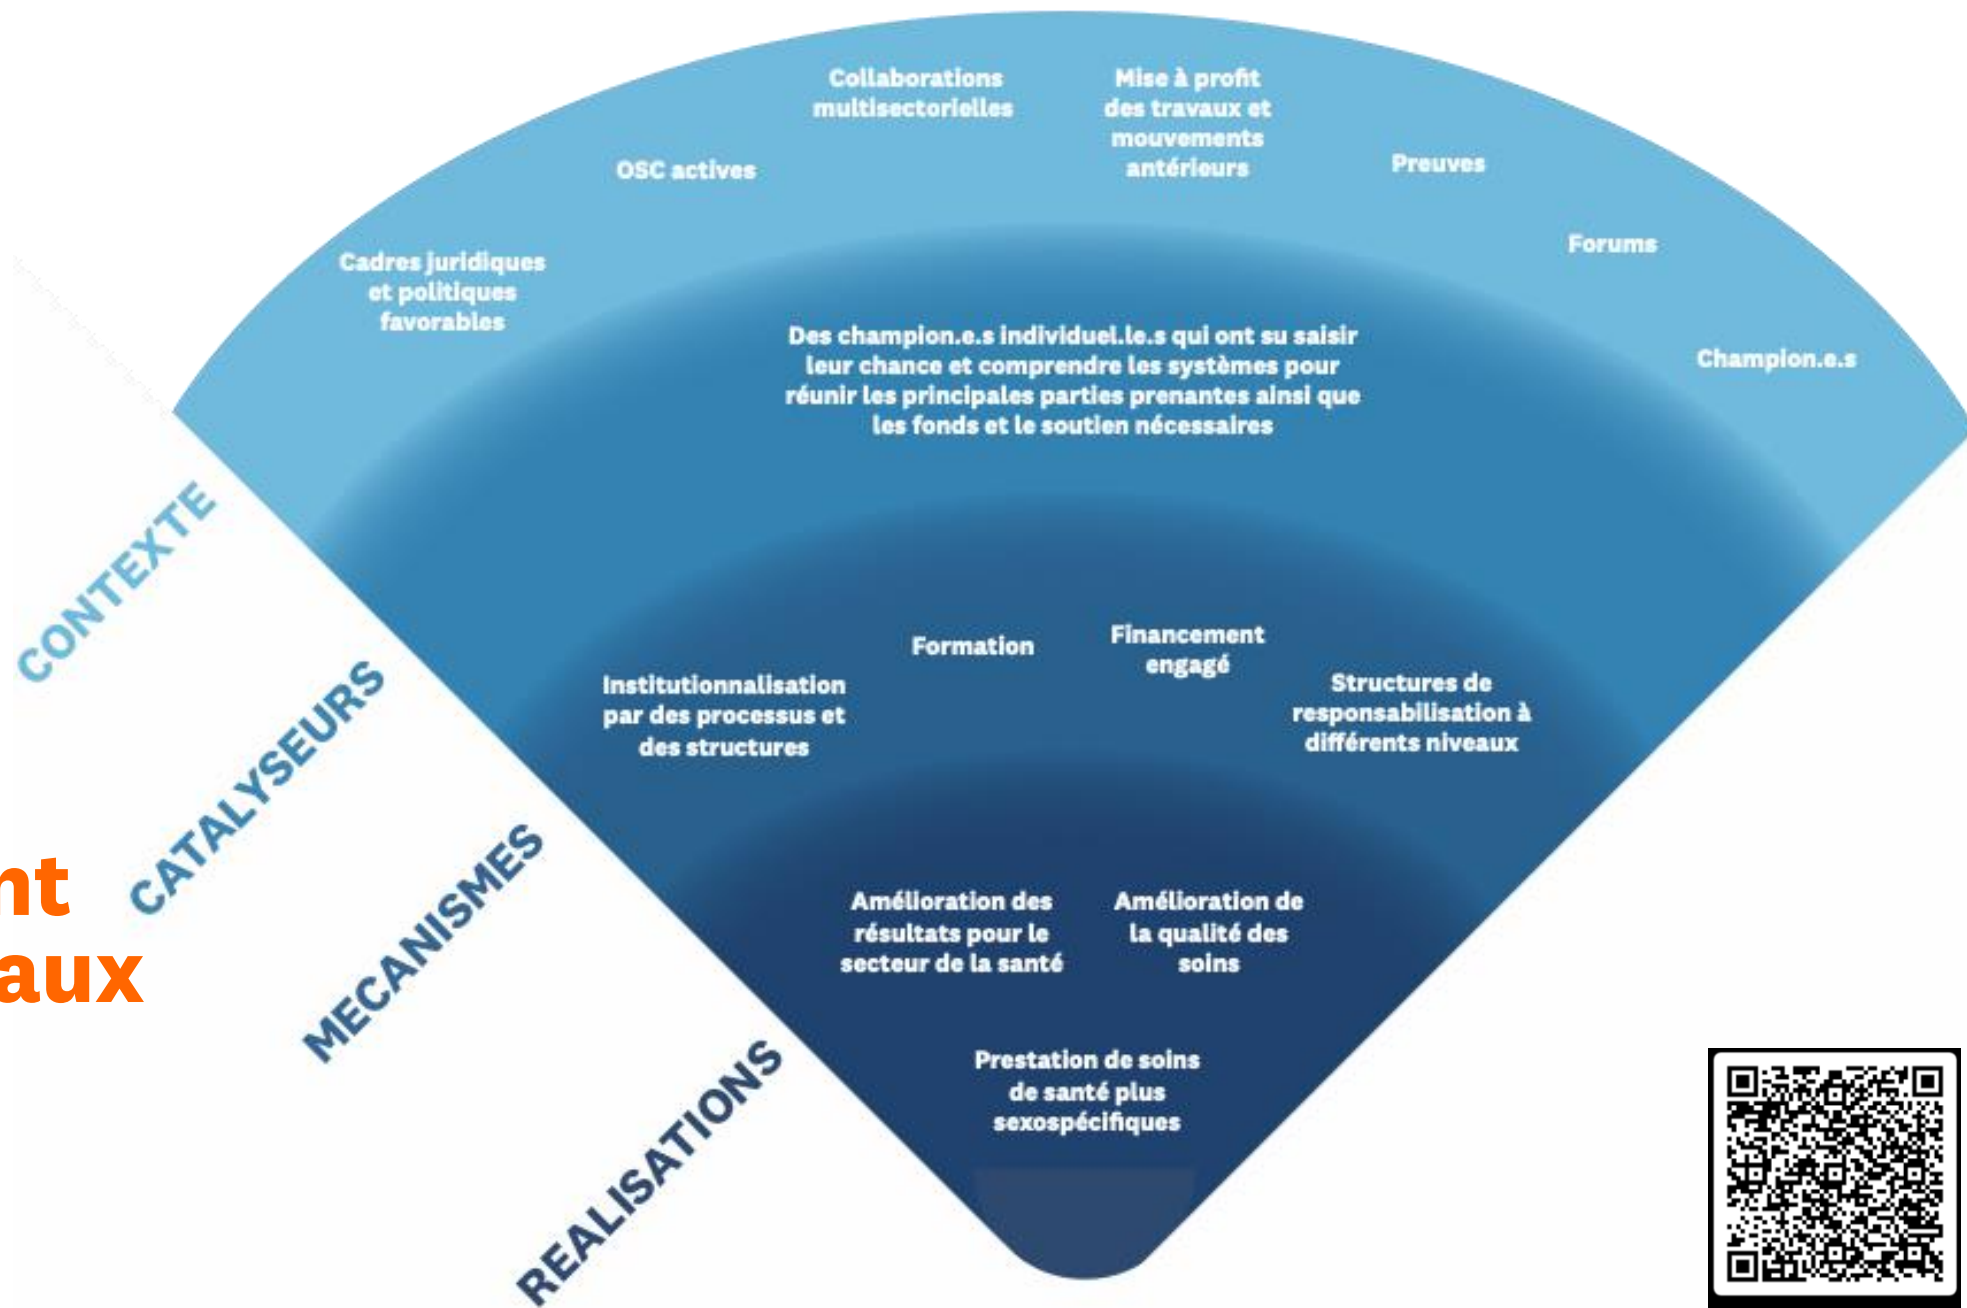 Collaborations
multisectorielles
Mise à profit
des travaux et
mouvements
antérieurs
OSC actives
Preuves
Forums
Cadres juridiques
et politiques
favorables
Champion.e.s
Des champion.e.s individuel.le.s qui ont su saisir
leur chance et comprendre les systèmes pour
réunir les principales parties prenantes ainsi que
les fonds et le soutien nécessaires
CONTEXTE
Formation
Financement
engagé
Institutionnalisation
par des processus et
des structures
Structures de
responsabilisation à
différents niveaux
CATALYSEURS
nt
aux
MECANISMES
Amélioration des
résultats pour le
secteur de la santé
Amélioration de
la qualité des
soins
Prestation de soins
de santé plus
sexospécifiques
REALISATIONS